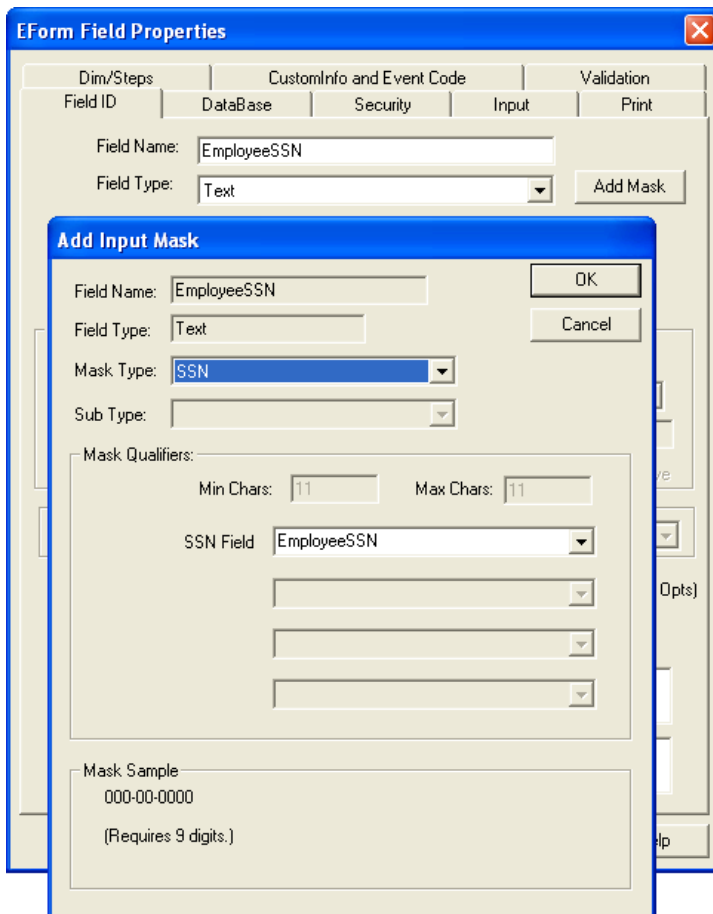 EForm Field Properties
Dim/Steps CustomInfo and Event Code Validation
Field ID DataBase Security Input Print
Field Name: EmployeeSSN
Field Type: Text Add Mask
Add Input Mask
Field Name: EmployeeSSN OK
Field Type: Text Cancel
Mask Type: SSN
Sub Type:
Mask Qualifiers:
Min Chars: 11 Max Chars: 11
SSN Field EmployeeSSN
Opts)
Mask Sample
000-00-0000
(Requires 9 digits.)